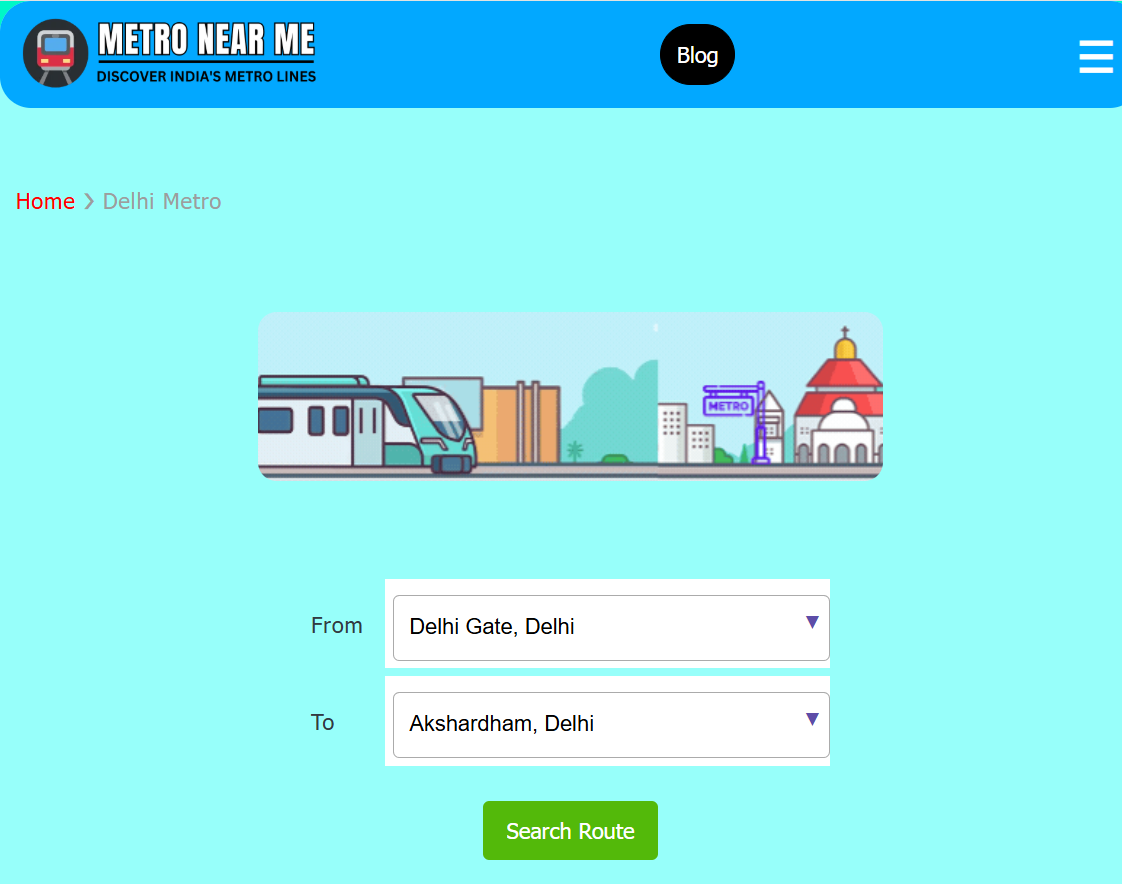 METRO NEAR ME
DISCOVER INDIA'S METRO LINES
Blog
Home › Delhi Metro
METRO
From
Delhi Gate, Delhi
To
Akshardham, Delhi
Search Route